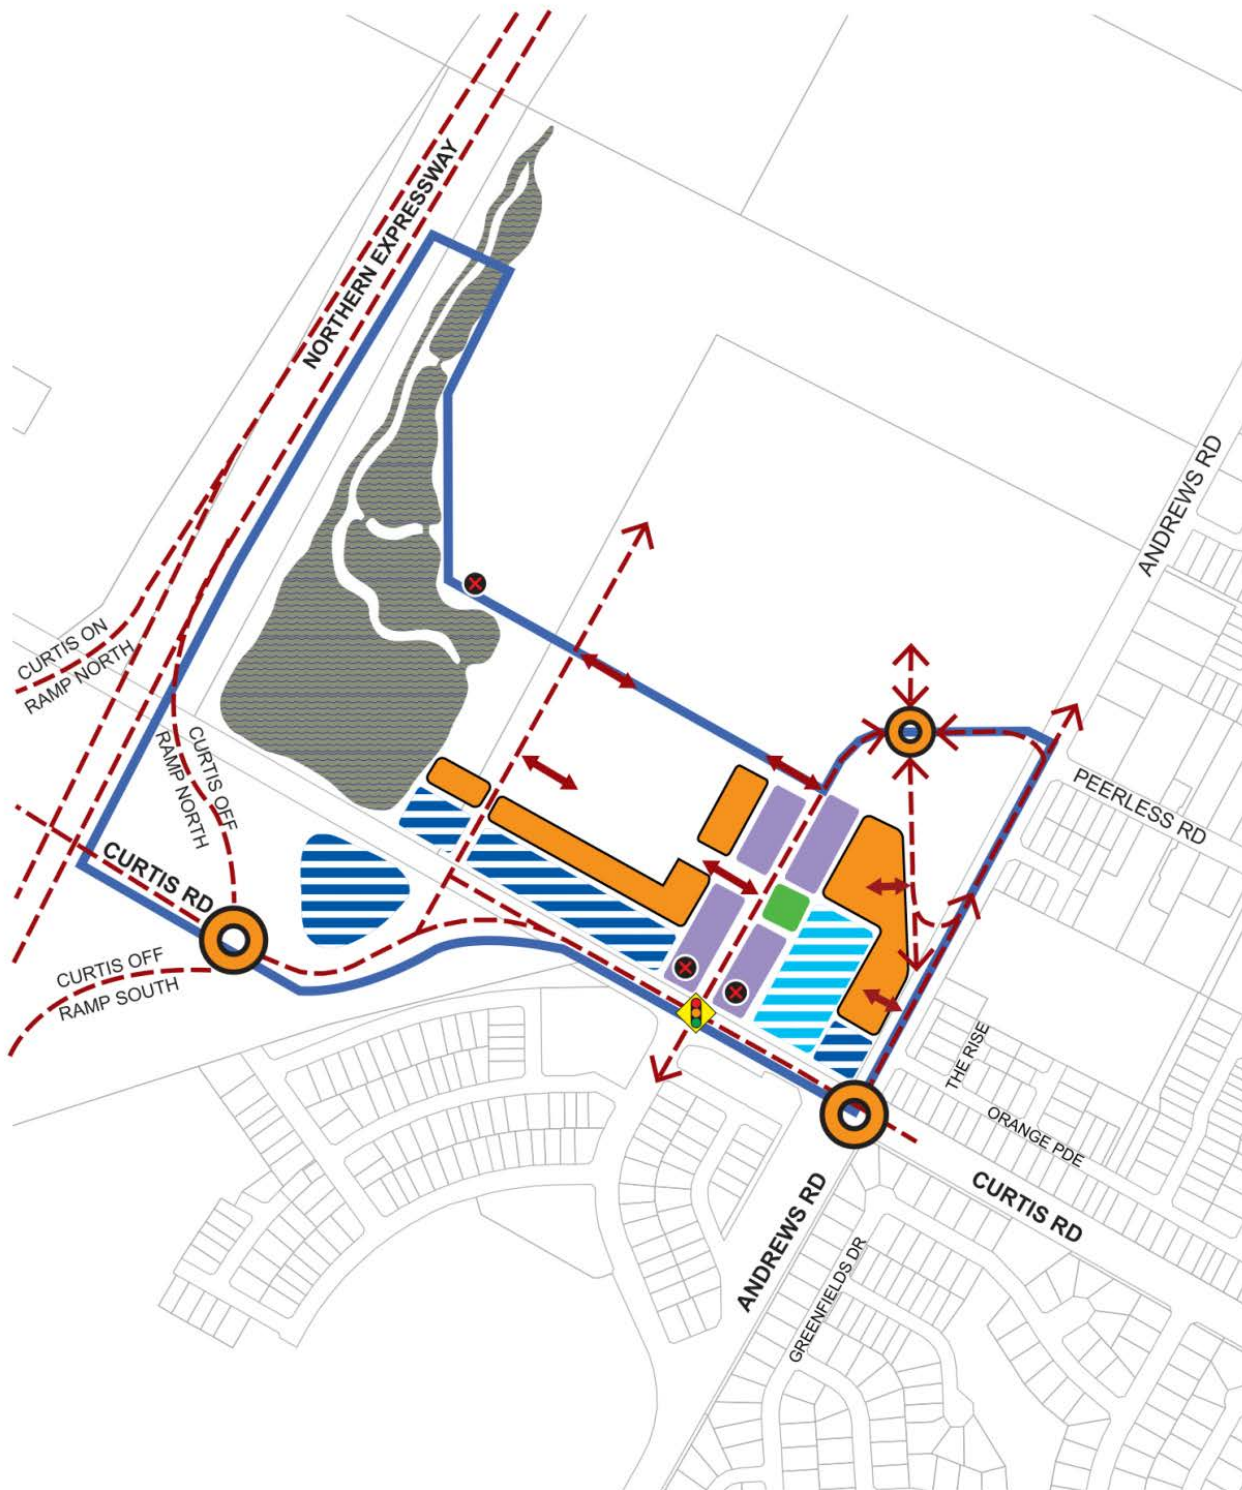 NORTHERN EXPRESSWAY
ANDREWS RD
CURTIS ON
RAMP NORTH
CURTIS OFF
RAMP NORTH
PEERLESS RD
CURTIS RD
CURTIS OFF
RAMP SOUTH
THE RISE
ORANGE PDE
CURTIS RD
ANDREWS RD
GREENFIELDS DR